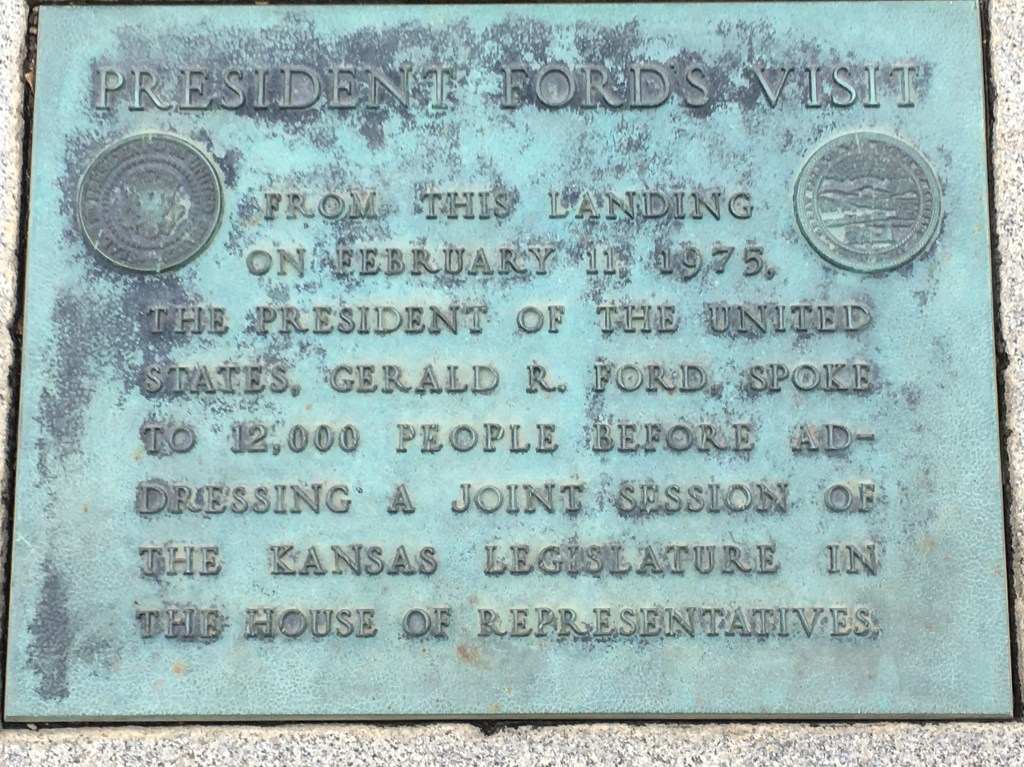 PRESIDENT FORD'S VISIT
FROM THIS LANDING
ON FEBRUARY 11, 1975,
THE PRESIDENT OF THE UNITED
STATES, GERALD R. FORD, SPOKE
TO 12,000 PEOPLE BEFORE AD-
DRESSING A JOINT SESSION OF
THE KANSAS LEGISLATURE IN
THE HOUSE OF REPRESENTATIVES.